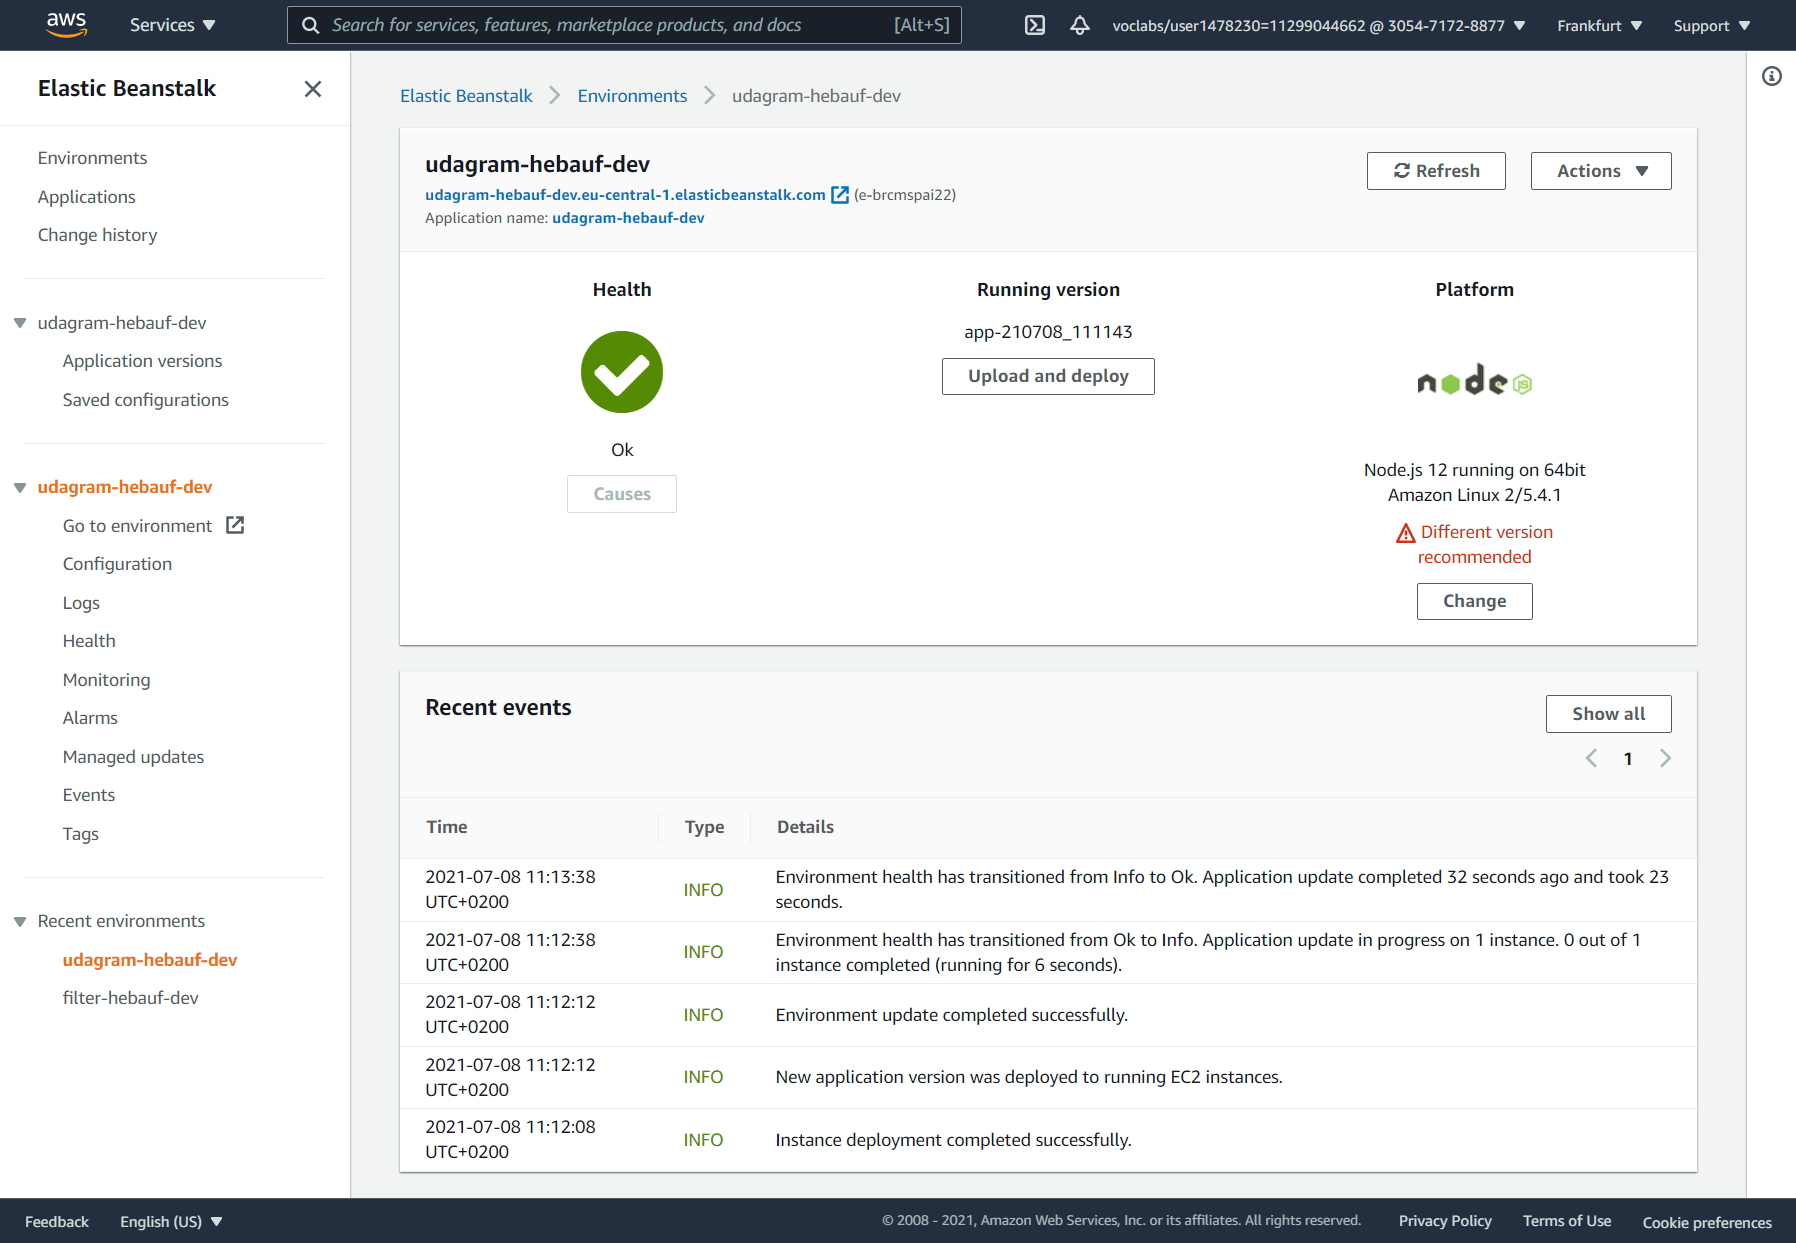 aws Services Search for services, features, marketplace products, and docs [Alt+S] voclabs/user1478230=11299044662 @ 3054-7172-8877 Frankfurt Support
Elastic Beanstalk
Environments
Applications
Change history
udagram-hebauf-dev
Application versions
Saved configurations
udagram-hebauf-dev
Go to environment
Configuration
Logs
Health
Monitoring
Alarms
Managed updates
Events
Tags
Recent environments
udagram-hebauf-dev
filter-hebauf-dev
Elastic Beanstalk > Environments > udagram-hebauf-dev
udagram-hebauf-dev
udagram-hebauf-dev.eu-central-1.elasticbeanstalk.com (e-brcmspai22)
Application name: udagram-hebauf-dev
Refresh Actions
Health
Ok
Causes
Running version
app-210708_111143
Upload and deploy
Platform
node JS
Node.js 12 running on 64bit
Amazon Linux 2/5.4.1
Different version
recommended
Change
Recent events
Show all
1
Time Type Details
2021-07-08 11:13:38
UTC+0200
INFO
Environment health has transitioned from Info to Ok. Application update completed 32 seconds ago and took 23
seconds.
2021-07-08 11:12:38
UTC+0200
INFO
Environment health has transitioned from Ok to Info. Application update in progress on 1 instance. 0 out of 1
instance completed (running for 6 seconds).
2021-07-08 11:12:12
UTC+0200
INFO
Environment update completed successfully.
2021-07-08 11:12:12
UTC+0200
INFO
New application version was deployed to running EC2 instances.
2021-07-08 11:12:08
UTC+0200
INFO
Instance deployment completed successfully.
Feedback English (US) © 2008 - 2021, Amazon Web Services, Inc. or its affiliates. All rights reserved. Privacy Policy Terms of Use Cookie preferences